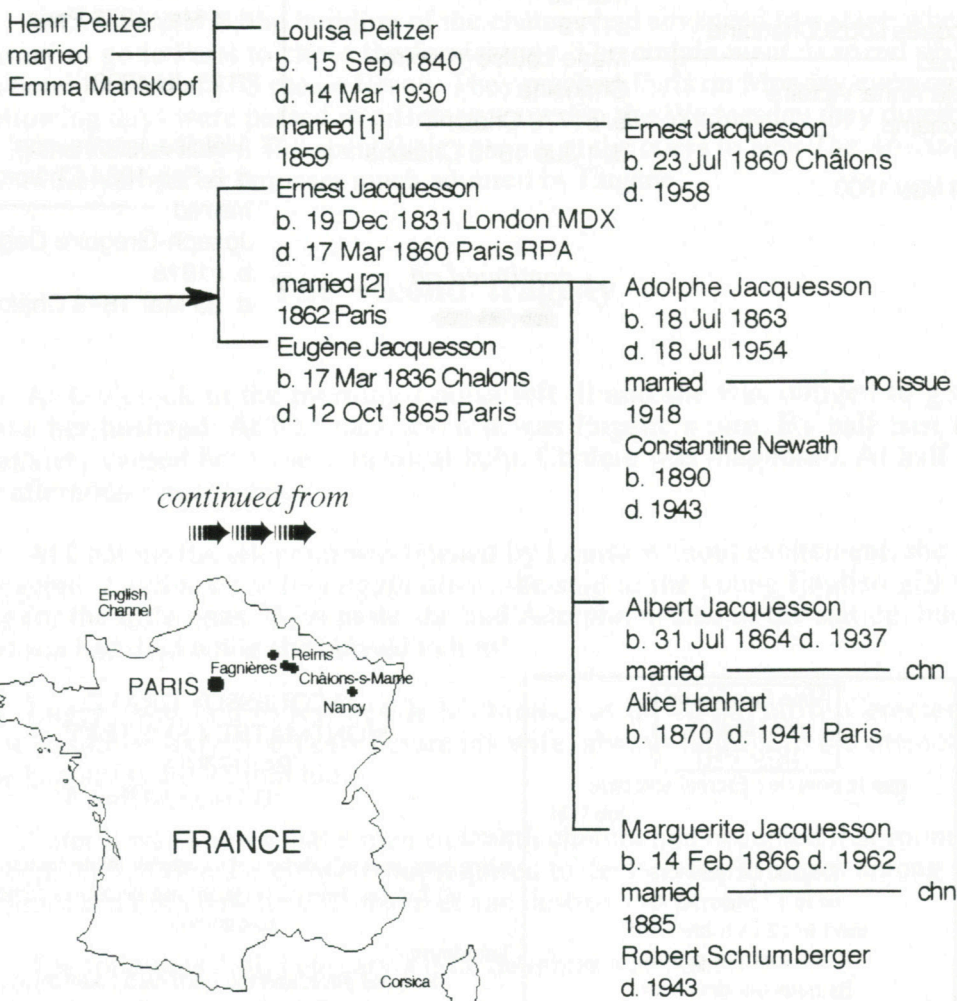 Henri Peltzer
married
Emma Manskopf
Louisa Peltzer
b. 15 Sep 1840
d. 14 Mar 1930
married [1]
1859
Ernest Jacquesson
b. 19 Dec 1831 London MDX
d. 17 Mar 1860 Paris RPA
married [2]
1862 Paris
Eugène Jacquesson
b. 17 Mar 1836 Chalons
d. 12 Oct 1865 Paris
Ernest Jacquesson
b. 23 Jul 1860 Châlons
d. 1958
Adolphe Jacquesson
b. 18 Jul 1863
d. 18 Jul 1954
married no issue
1918
Constantine Newath
b. 1890
d. 1943
Albert Jacquesson
b. 31 Jul 1864 d. 1937
married chn
Alice Hanhart
b. 1870 d. 1941 Paris
Marguerite Jacquesson
b. 14 Feb 1866 d. 1962
married chn
1885
Robert Schlumberger
d. 1943
continued from
English
Channel
Reims
Fagnières
Châlons-s-Marne
PARIS
Nancy
FRANCE
Corsica